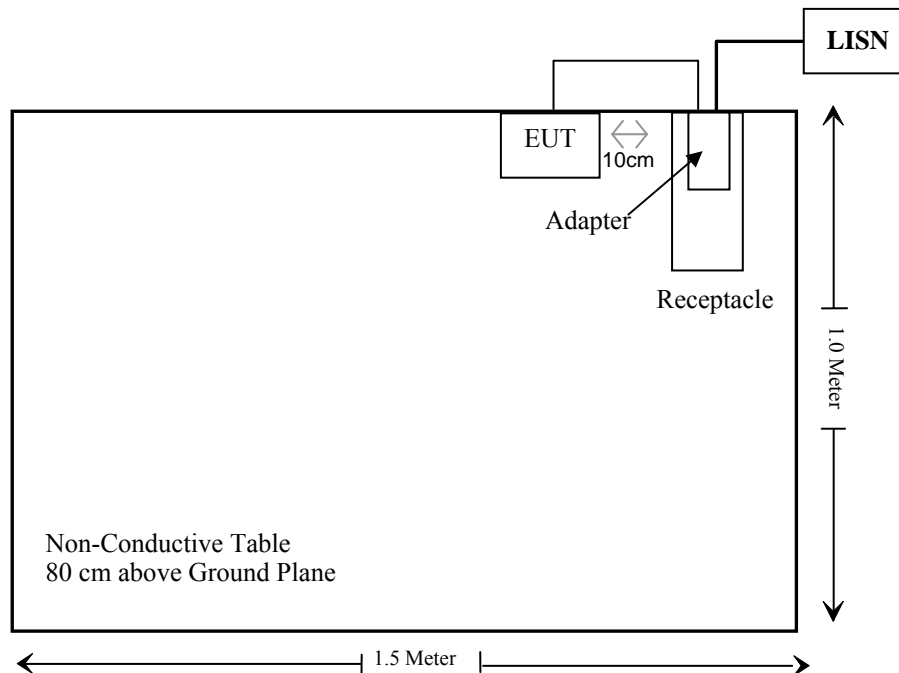 LISN
EUT
10cm
Adapter
Receptacle
1.0 Meter
Non-Conductive Table
80 cm above Ground Plane
1.5 Meter